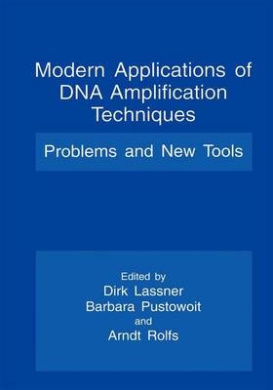 Modern Applications of
DNA Amplification
Techniques
Problems and New Tools
Edited by
Dirk Lassner
Barbara Pustowoit
and
Arndt Rolfs